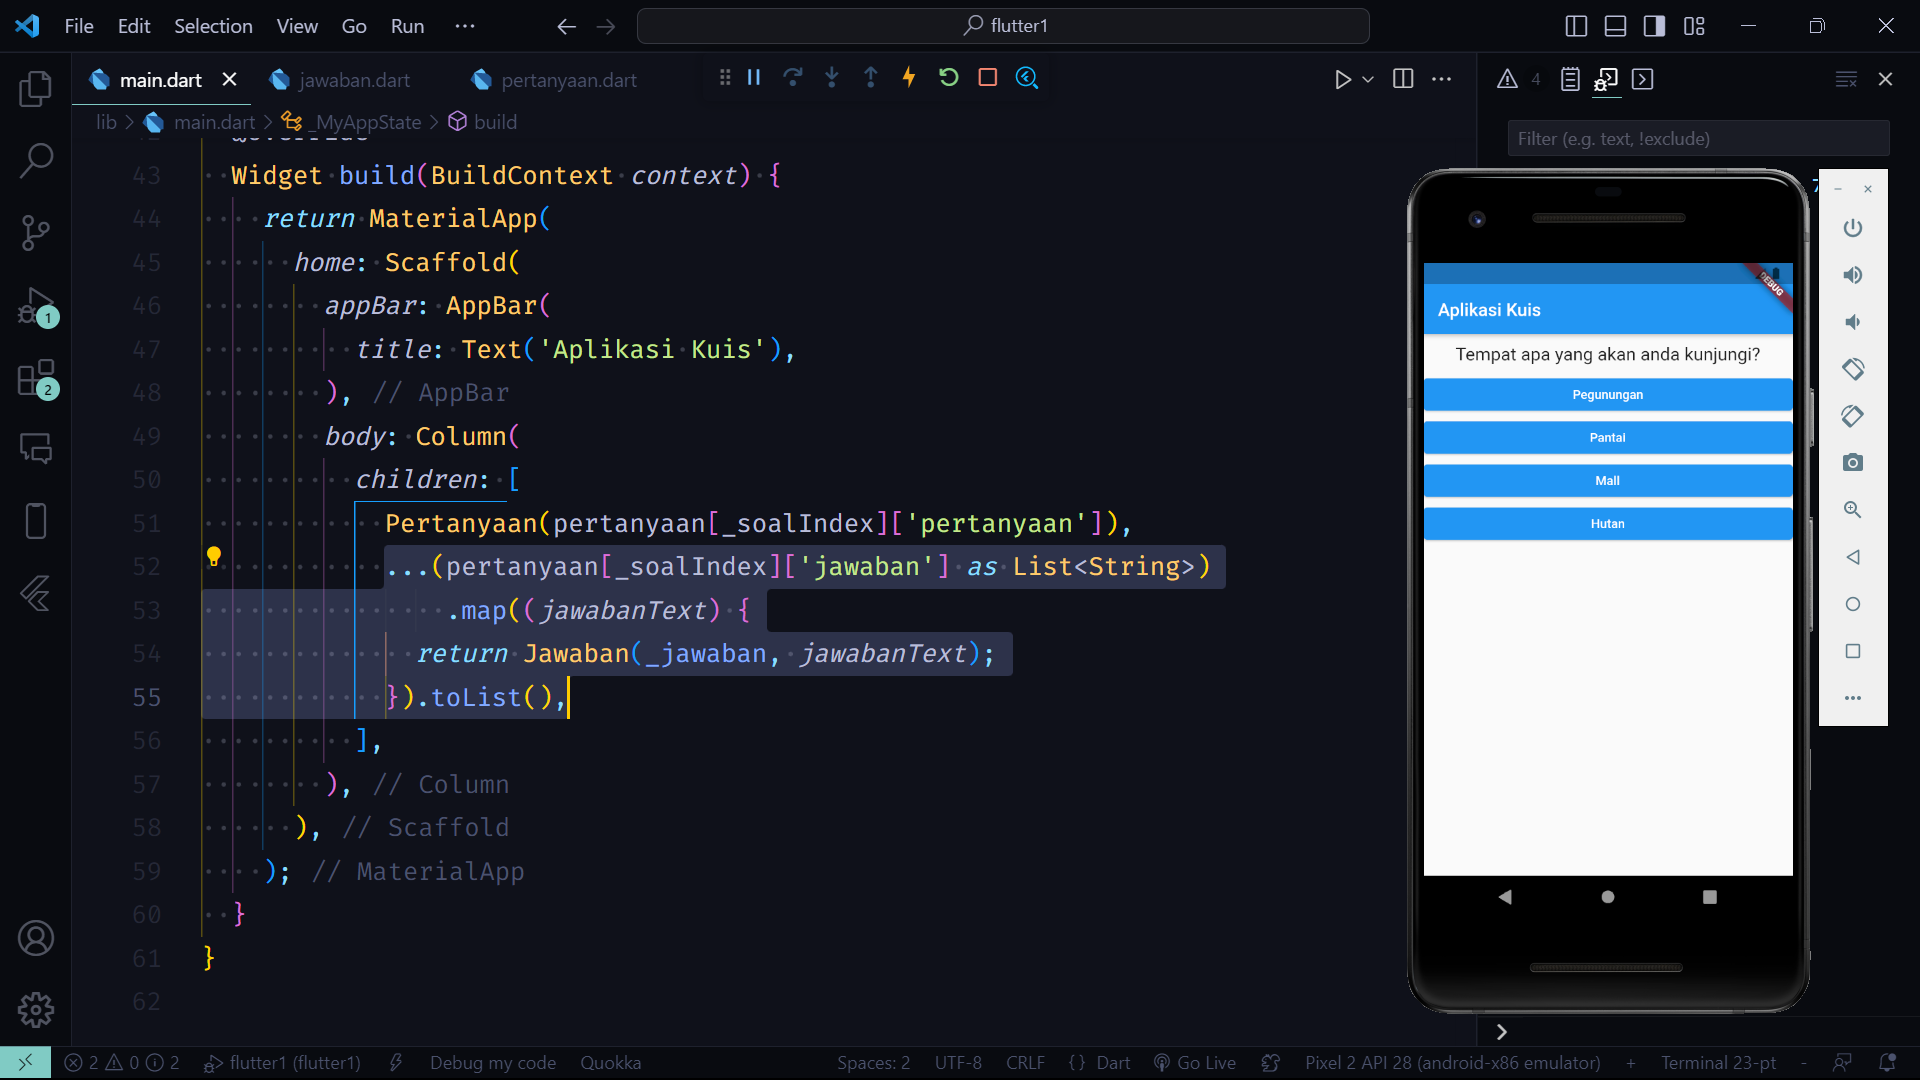 File Edit Selection View Go Run ··· flutter1
main.dart jawaban.dart pertanyaan.dart 4
lib > main.dart > _MyAppState > build
Filter (e.g. text, !exclude)
43 Widget build(BuildContext context) {
44 return MaterialApp(
45 home: Scaffold(
46 appBar: AppBar(
47 title: Text('Aplikasi Kuis'),
48 ), // AppBar
49 body: Column(
50 children: [
51 Pertanyaan(pertanyaan[_soalIndex]['pertanyaan']),
52 ...(pertanyaan[_soalIndex]['jawaban'] as List<String>)
53 .map((jawabanText) {
54 return Jawaban(_jawaban, jawabanText);
55 }).toList(),
56 ],
57 ), // Column
58 ), // Scaffold
59 ); // MaterialApp
60 }
61 }
62
1
2
DEBUG
Aplikasi Kuis
Tempat apa yang akan anda kunjungi?
Pegunungan
Pantai
Mall
Hutan
2 0 2 flutter1 (flutter1) Debug my code Quokka Spaces: 2 UTF-8 CRLF {} Dart Go Live Pixel 2 API 28 (android-x86 emulator) + Terminal 23-pt -